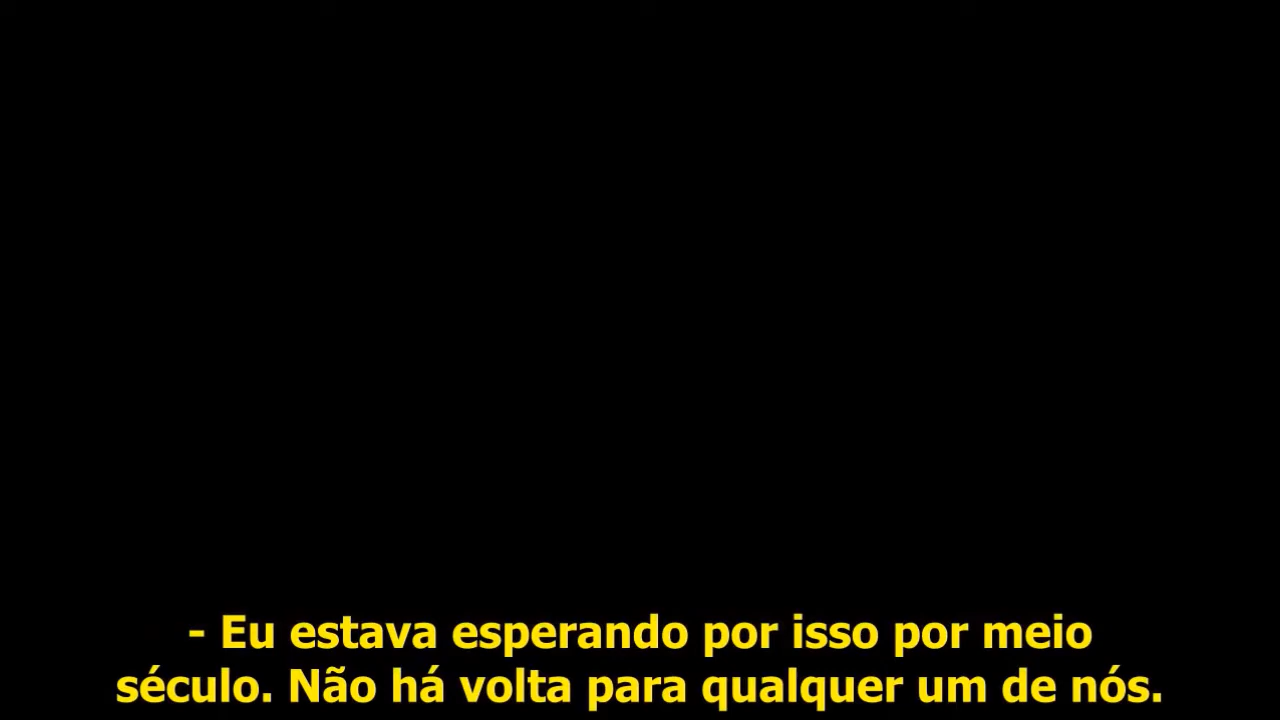 - Eu estava esperando por isso por meio
século. Não há volta para qualquer um de nós.